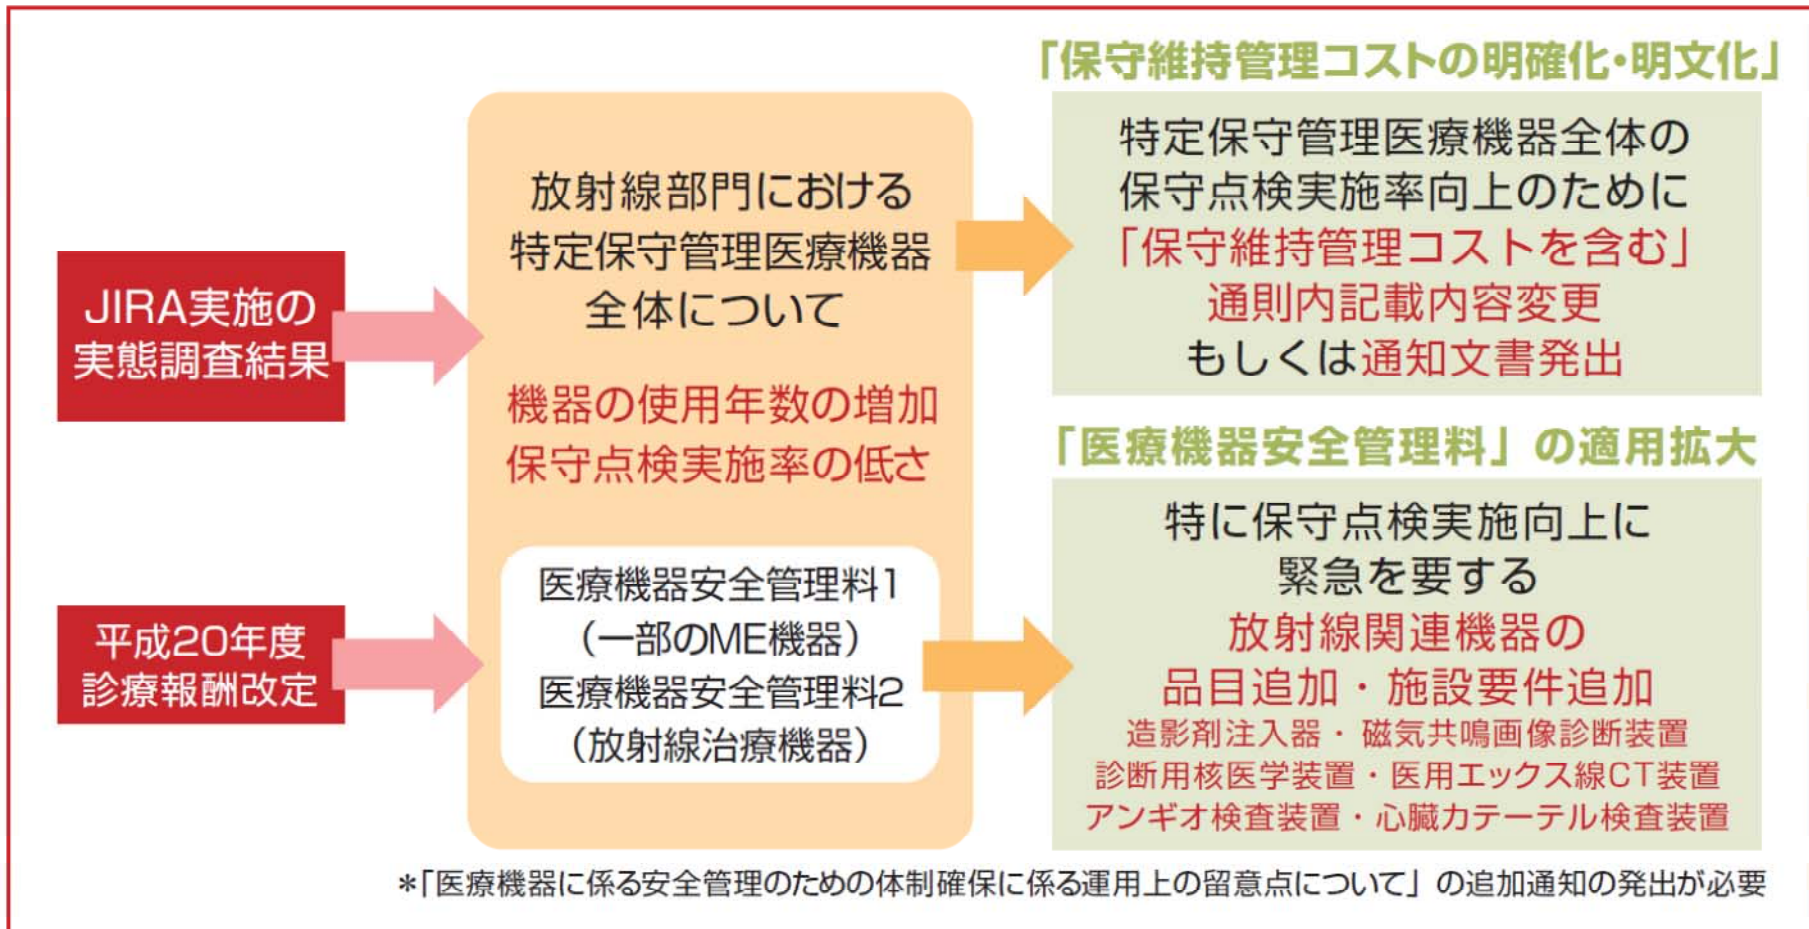 JIRA実施の
実態調査結果
平成20年度
診療報酬改定
放射線部門における
特定保守管理医療機器
全体について
機器の使用年数の増加
保守点検実施率の低さ
医療機器安全管理料1
（一部のME機器）
医療機器安全管理料2
（放射線治療機器）
「保守維持管理コストの明確化・明文化」
特定保守管理医療機器全体の
保守点検実施率向上のために
「保守維持管理コストを含む」
通則内記載内容変更
もしくは通知文書発出
「医療機器安全管理料」の適用拡大
特に保守点検実施向上に
緊急を要する
放射線関連機器の
品目追加・施設要件追加
造影剤注入器・磁気共鳴画像診断装置
診断用核医学装置・医用エックス線CT装置
アンギオ検査装置・心臓カテーテル検査装置
*「医療機器に係る安全管理のための体制確保に係る運用上の留意点について」の追加通知の発出が必要